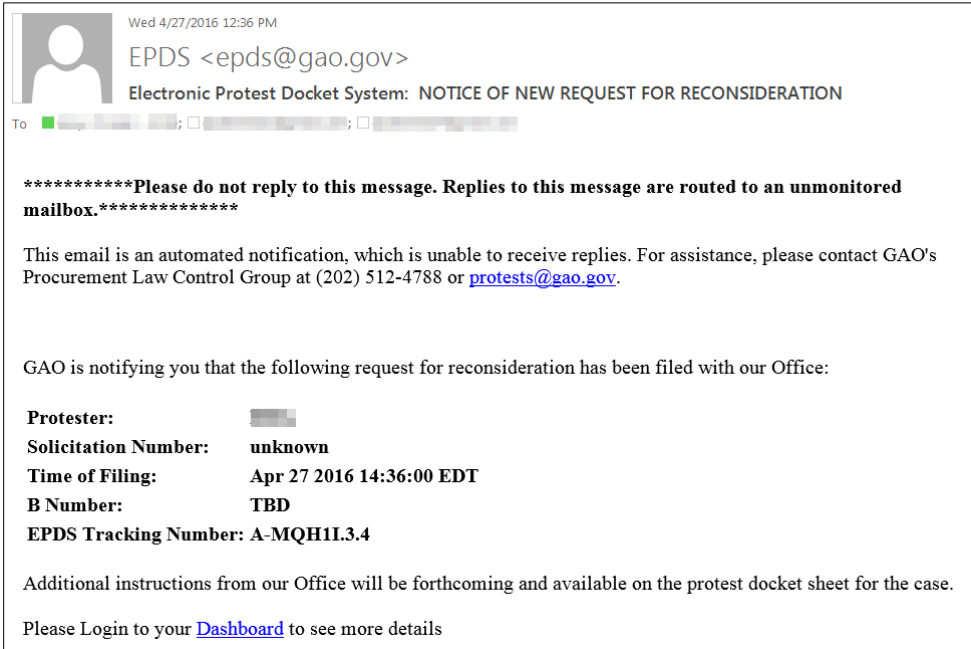 Wed 4/27/2016 12:36 PM
EPDS <epds@gao.gov>
Electronic Protest Docket System:  NOTICE OF NEW REQUEST FOR RECONSIDERATION
To ; ;
***********Please do not reply to this message. Replies to this message are routed to an unmonitored
mailbox.**************
This email is an automated notification, which is unable to receive replies. For assistance, please contact GAO's
Procurement Law Control Group at (202) 512-4788 or protests@gao.gov.
GAO is notifying you that the following request for reconsideration has been filed with our Office:
Protester:
Solicitation Number: unknown
Time of Filing: Apr 27 2016 14:36:00 EDT
B Number: TBD
EPDS Tracking Number: A-MQH1I.3.4
Additional instructions from our Office will be forthcoming and available on the protest docket sheet for the case.
Please Login to your Dashboard to see more details